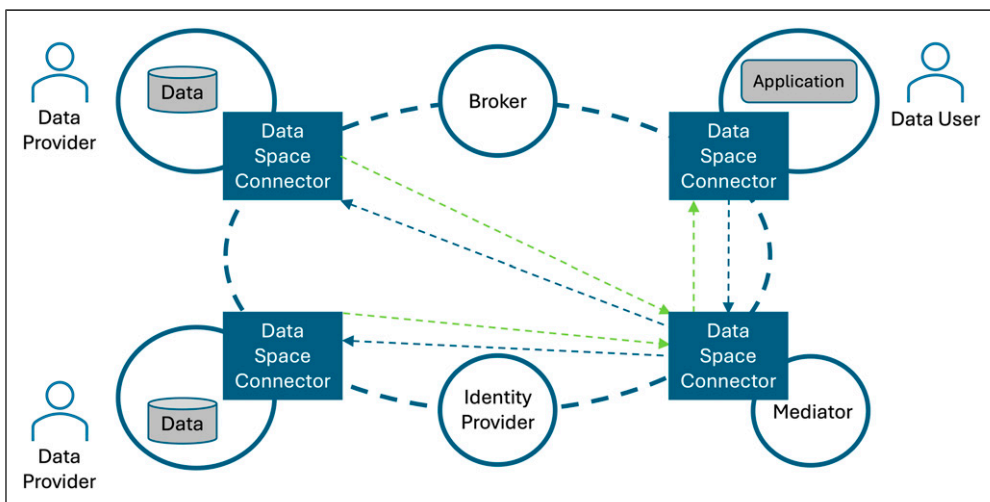 Data
Provider
Data
Data
Space
Connector
Broker
Application
Data
Space
Connector
Data User
Data
Space
Connector
Data
Data
Provider
Identity
Provider
Data
Space
Connector
Mediator